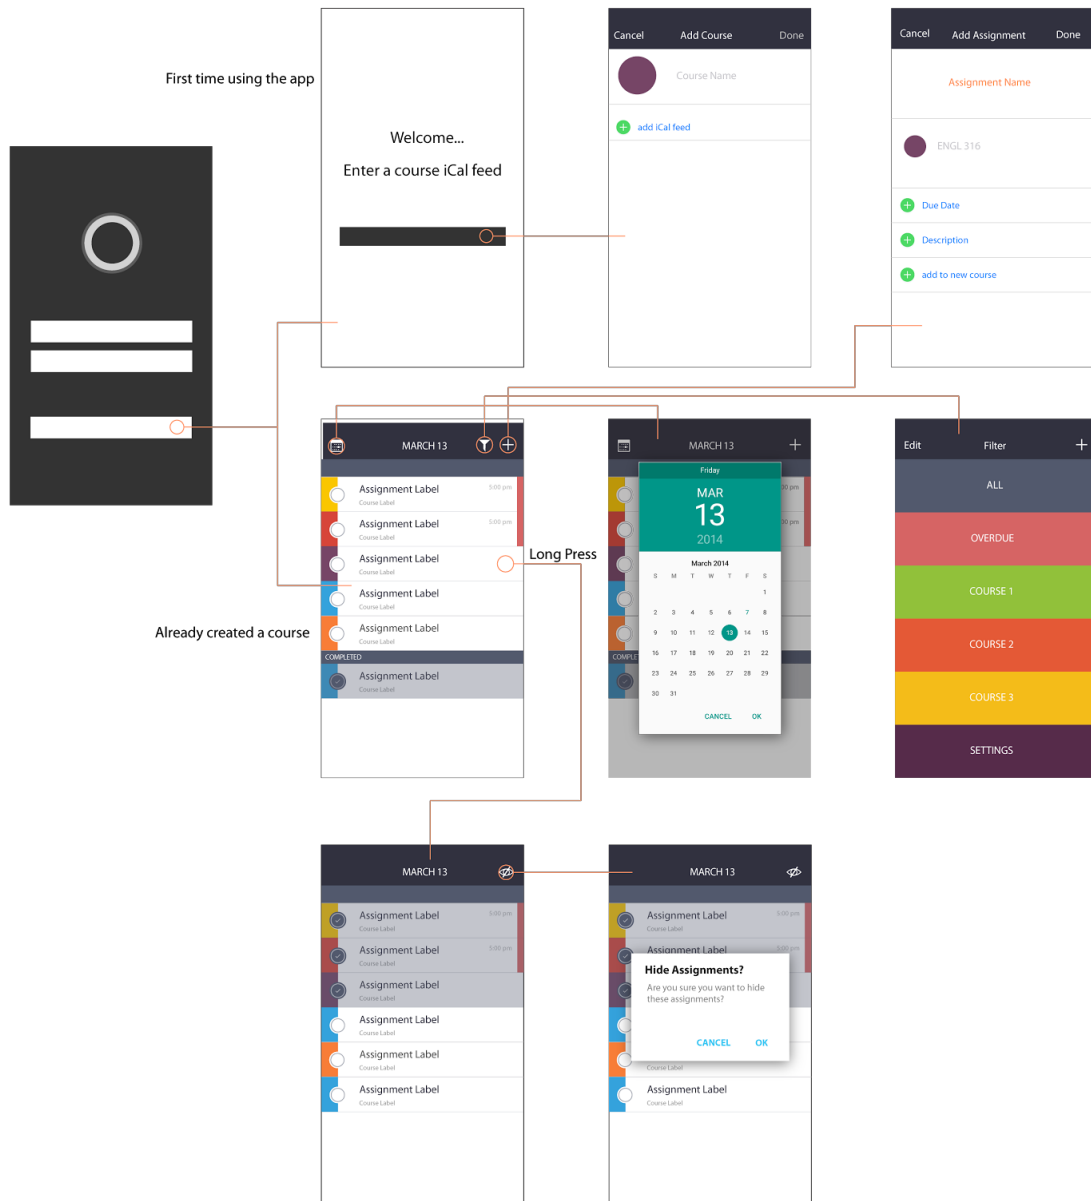 First time using the app
Welcome...
Enter a course iCal feed
Cancel Add Course Done
Course Name
add iCal feed
Cancel Add Assignment Done
Assignment Name
ENGL 316
Due Date
Description
add to new course
Already created a course
MARCH 13
Assignment Label 5:00 pm
Course Label
Assignment Label 5:00 pm
Course Label
Assignment Label
Course Label
Assignment Label
Course Label
Assignment Label
Course Label
COMPLETED
Assignment Label
Course Label
Long Press
MARCH 13
Friday
MAR
13
2014
March 2014
S M T W T F S
1
2 3 4 5 6 7 8
9 10 11 12 13 14 15
16 17 18 19 20 21 22
23 24 25 26 27 28 29
30 31
CANCEL OK
Edit Filter
ALL
OVERDUE
COURSE 1
COURSE 2
COURSE 3
SETTINGS
MARCH 13
Assignment Label 5:00 pm
Course Label
Assignment Label 5:00 pm
Course Label
Assignment Label
Course Label
Assignment Label
Course Label
Assignment Label
Course Label
Assignment Label
Course Label
MARCH 13
Assignment Label 5:00 pm
Course Label
Assignment Label 5:00 pm
Hide Assignments?
Are you sure you want to hide
these assignments?
CANCEL OK
Course Label
Assignment Label
Course Label